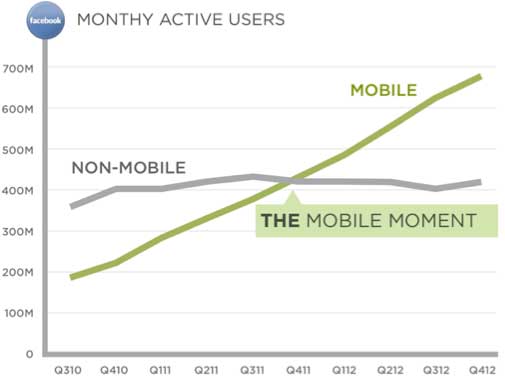 facebook
MONTHY ACTIVE USERS
700M
600M
500M
400M
300M
200M
100M
0
MOBILE
NON-MOBILE
THE MOBILE MOMENT
Q310 Q410 Q111 Q211 Q311 Q411 Q112 Q212 Q312 Q412